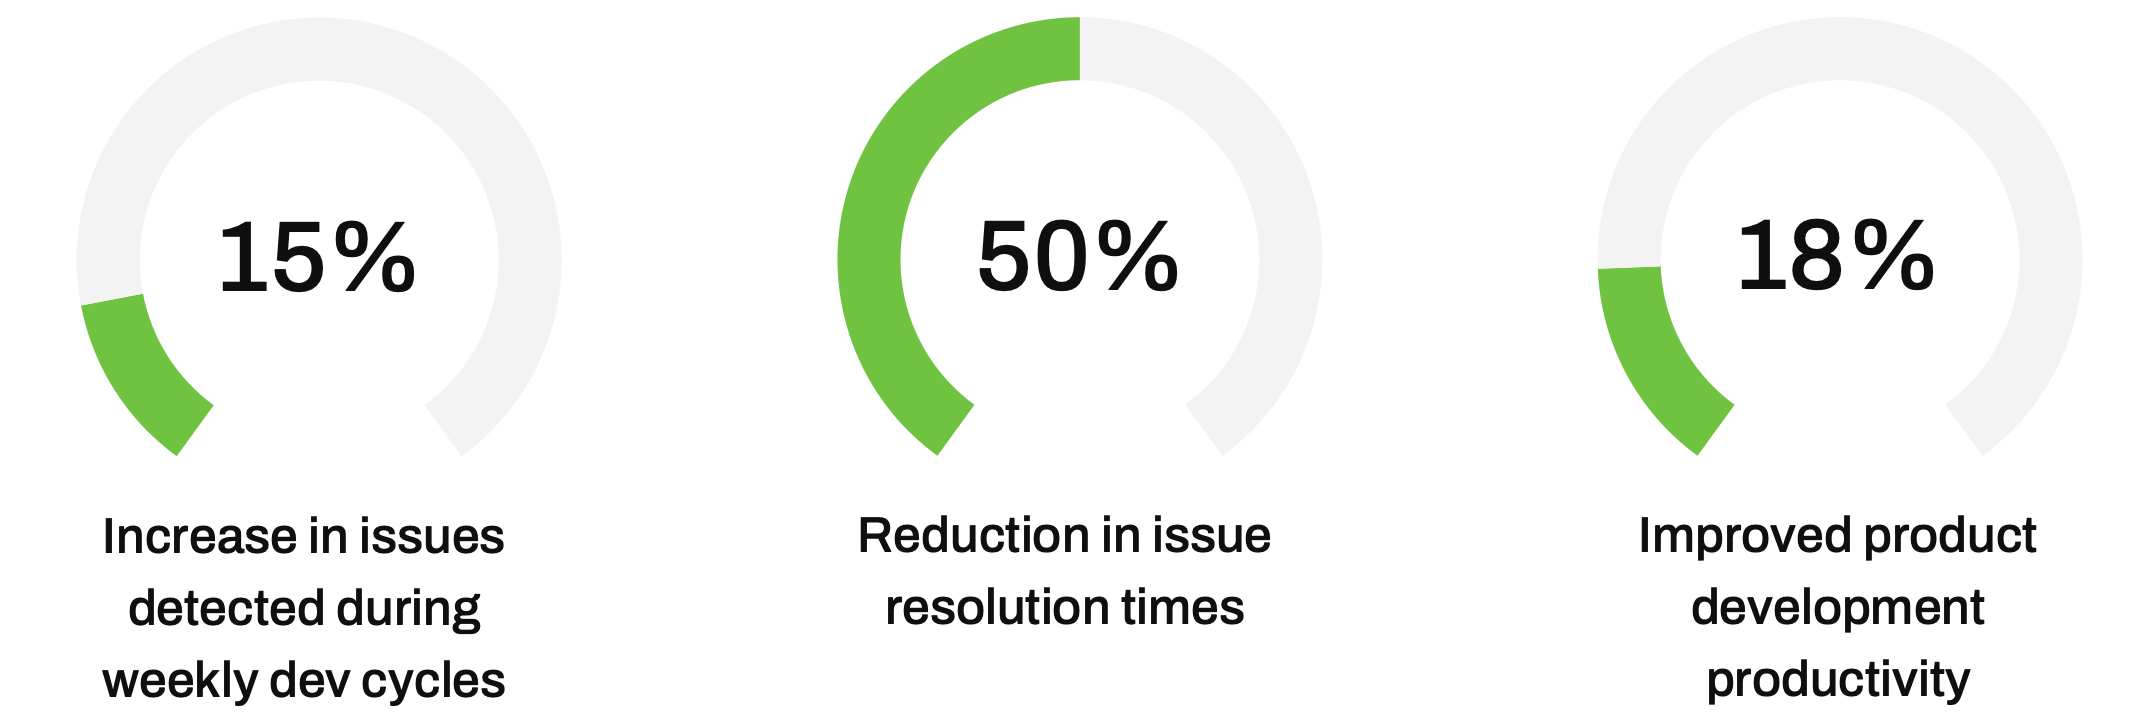 15%
Increase in issues
detected during
weekly dev cycles
50%
Reduction in issue
resolution times
18%
Improved product
development
productivity